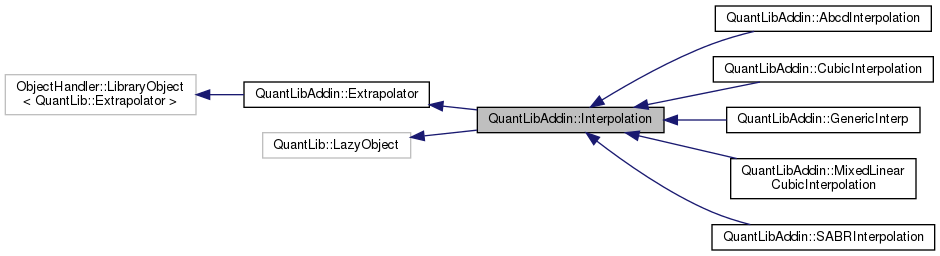 ObjectHandler::LibraryObject
< QuantLib::Extrapolator >
QuantLibAddin::Extrapolator
QuantLib::LazyObject
QuantLibAddin::Interpolation
QuantLibAddin::AbcdInterpolation
QuantLibAddin::CubicInterpolation
QuantLibAddin::GenericInterp
QuantLibAddin::MixedLinear
CubicInterpolation
QuantLibAddin::SABRInterpolation